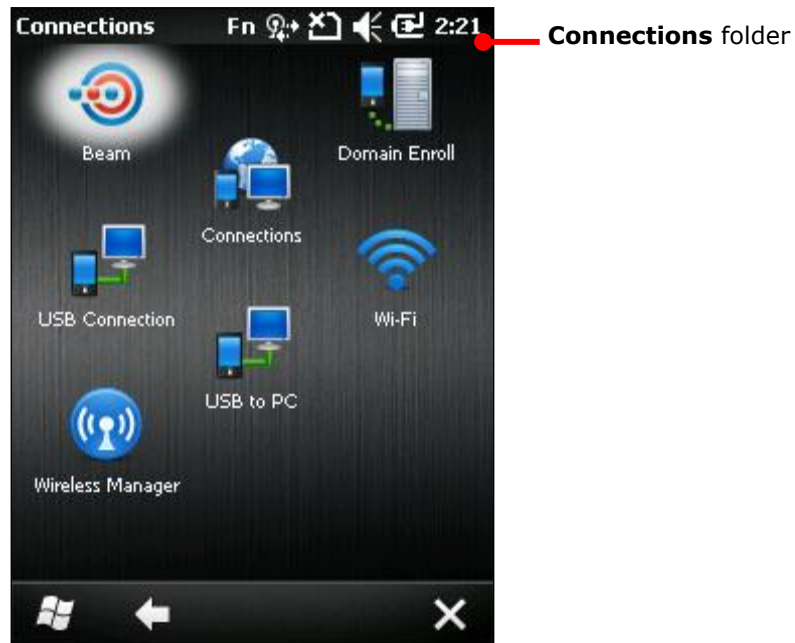 Connections Fn 2:21
Connections folder
Beam
Domain Enroll
Connections
USB Connection
Wi-Fi
USB to PC
Wireless Manager